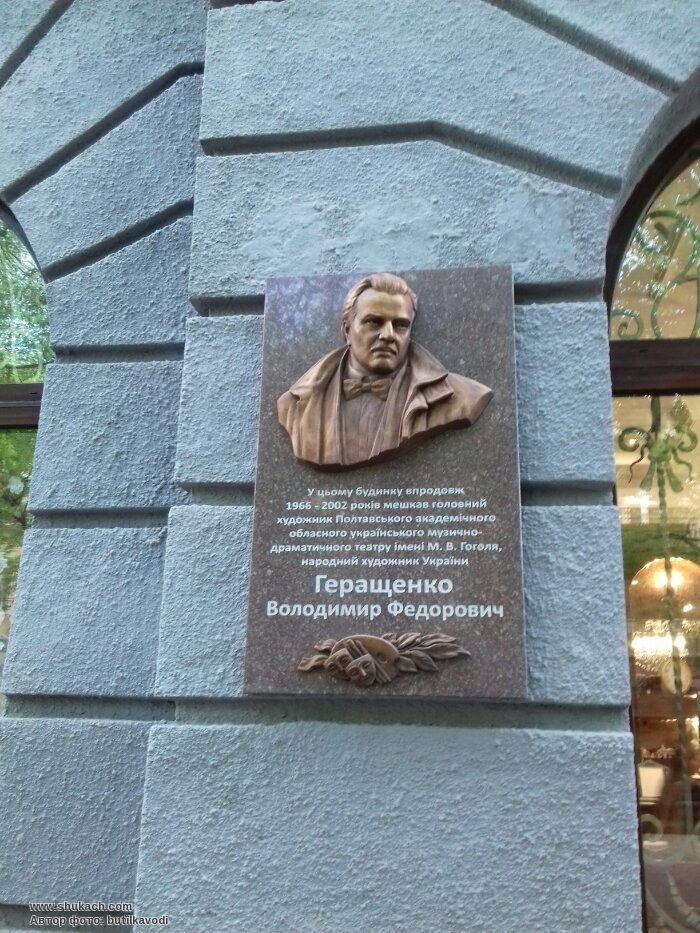 У цьому будинку впродовж
1966 - 2002 років мешкав головний
художник Полтавського академічного
обласного українського музично-
драматичного театру імені М. В. Гоголя,
народний художник України
Геращенко
Володимир Федорович
www.shukach.com
Автор фото: butilkavodi